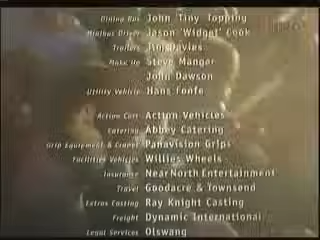 Dining Bus John 'Tiny' Topping
Minibus Driver Jason 'Widget' Cook
Trailers Jim Davies
Make Up Steve Manger
John Dawson
Utility Vehicle Hans Fonfe
Action Cars Action Vehicles
Catering Abbey Catering
Grip Equipment & Cranes Panavision Grips
Facilities Vehicles Willies Wheels
Insurance Near North Entertainment
Travel Goodacre & Townsend
Extras Casting Ray Knight Casting
Freight Dynamic International
Legal Services Olswang